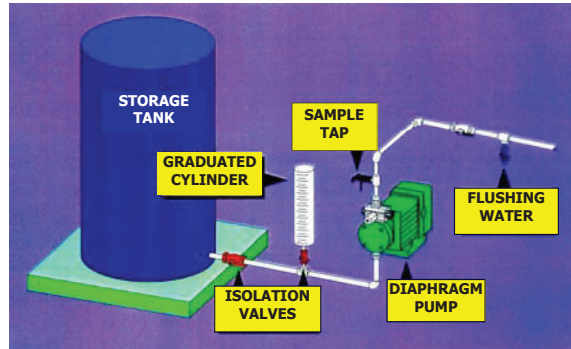 STORAGE
TANK
SAMPLE
TAP
GRADUATED
CYLINDER
FLUSHING
WATER
ISOLATION
VALVES
DIAPHRAGM
PUMP